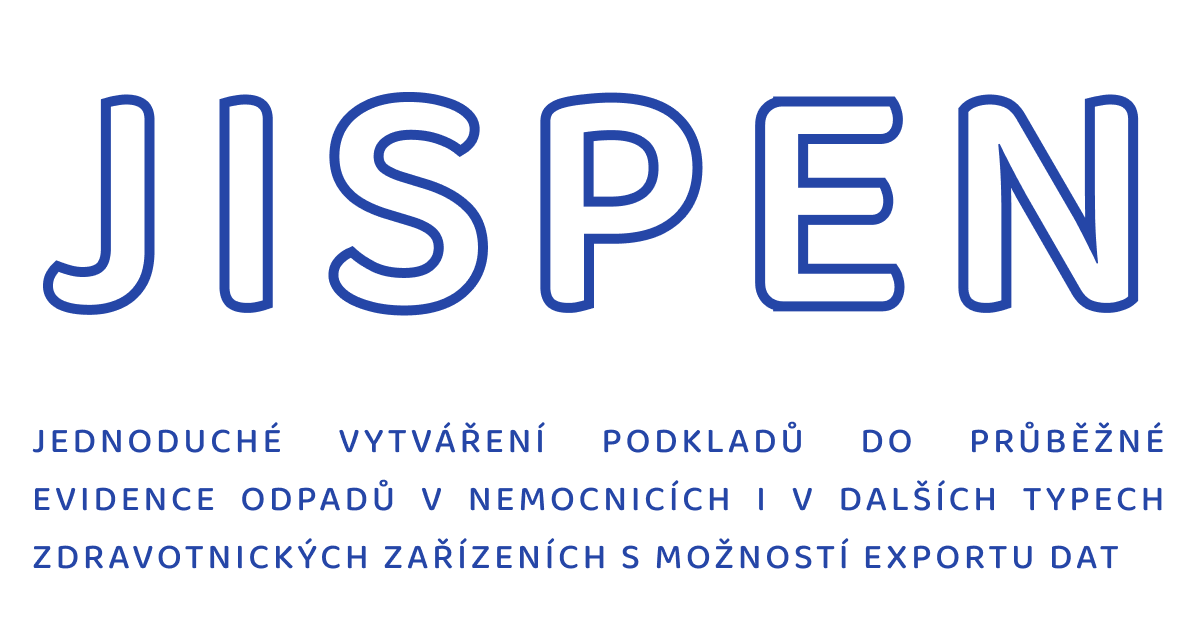 JISPEN
JEDNODUCHÉ VYTVÁŘENÍ PODKLADŮ DO PRŮBĚŽNÉ
EVIDENCE ODPADŮ V NEMOCNICÍCH I V DALŠÍCH TYPECH
ZDRAVOTNICKÝCH ZAŘÍZENÍCH S MOŽNOSTÍ EXPORTU DAT